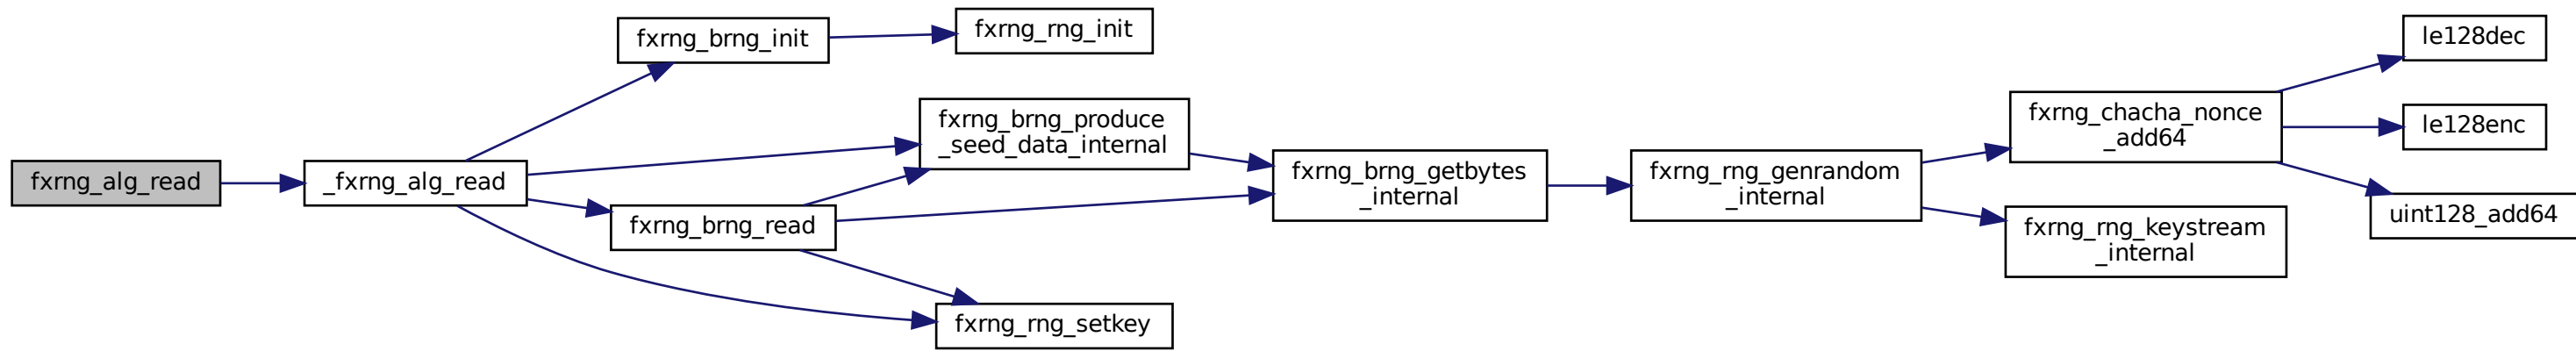 fxrng_alg_read
_fxrng_alg_read
fxrng_brng_init
fxrng_rng_init
fxrng_brng_produce
_seed_data_internal
fxrng_brng_read
fxrng_rng_setkey
fxrng_brng_getbytes
_internal
fxrng_rng_genrandom
_internal
fxrng_chacha_nonce
_add64
fxrng_rng_keystream
_internal
le128dec
le128enc
uint128_add64